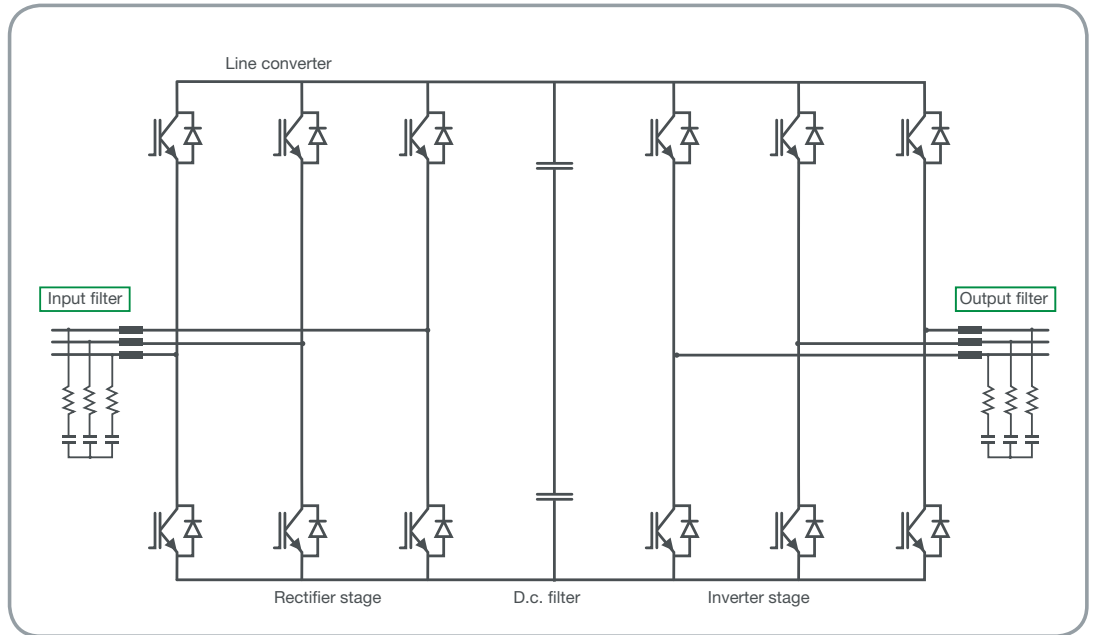 Line converter
Input filter
Output filter
Rectifier stage
D.c. filter
Inverter stage